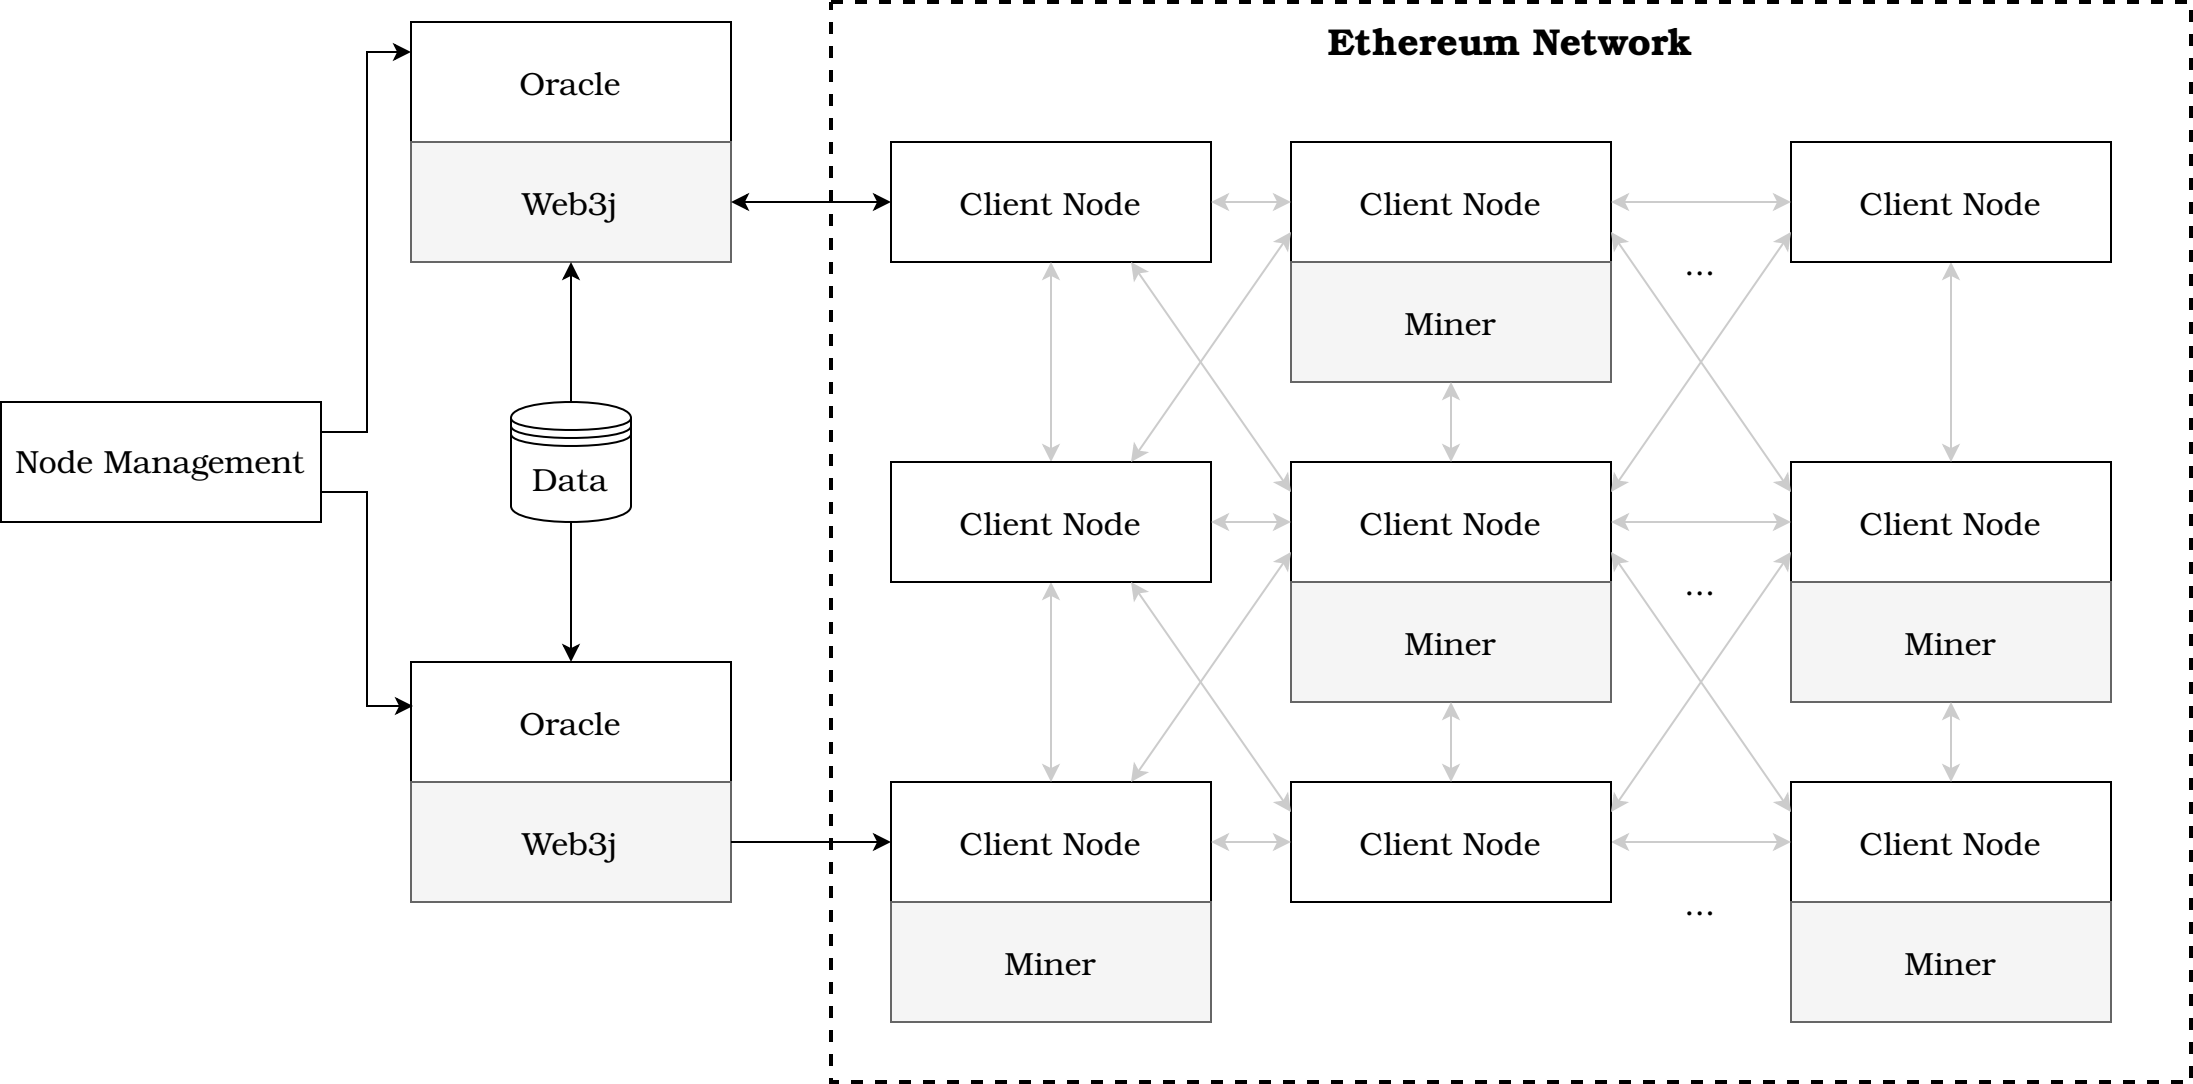 Ethereum Network
Oracle
Web3j
Client Node
Client Node
Client Node
...
Miner
Node Management
Data
Client Node
Client Node
Client Node
...
Miner
Miner
Oracle
Web3j
Client Node
Client Node
Client Node
...
Miner
Miner